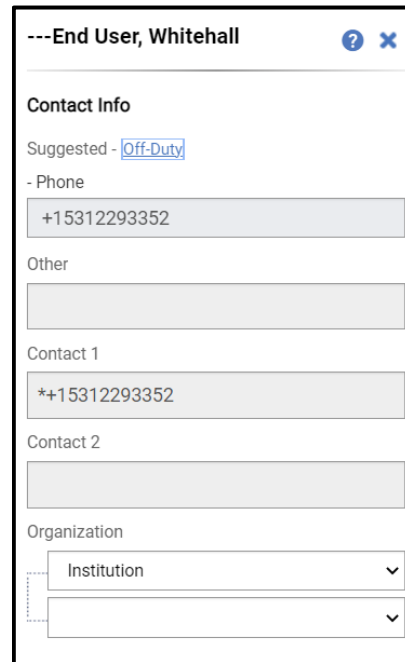 ---End User, Whitehall
Contact Info
Suggested - Off-Duty
- Phone
+15312293352
Other
Contact 1
*+15312293352
Contact 2
Organization
Institution